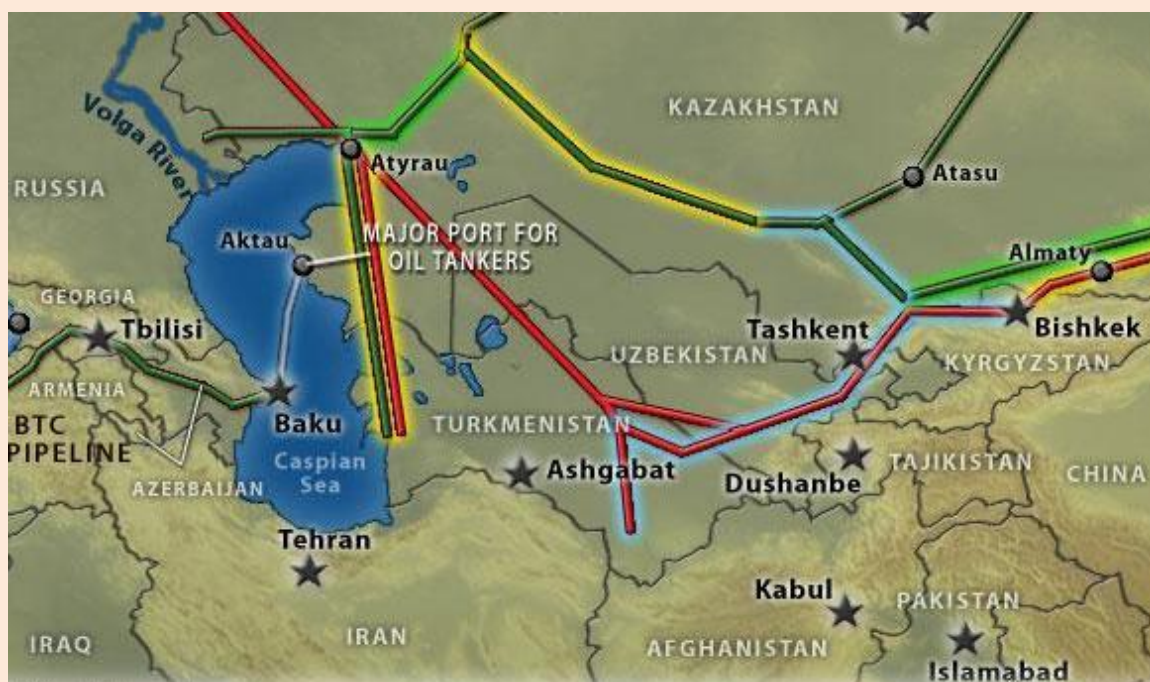 KAZAKHSTAN
Volga River
Atyrau
Atasu
RUSSIA
Aktau
MAJOR PORT FOR
OIL TANKERS
Almaty
GEORGIA
Tbilisi
Tashkent
Bishkek
UZBEKISTAN
KYRGYZSTAN
ARMENIA
Baku
TURKMENISTAN
BTC
PIPELINE
Caspian
Sea
Ashgabat
TAJIKISTAN
Dushanbe
CHINA
AZERBAIJAN
Tehran
Kabul
PAKISTAN
IRAQ
IRAN
AFGHANISTAN
Islamabad